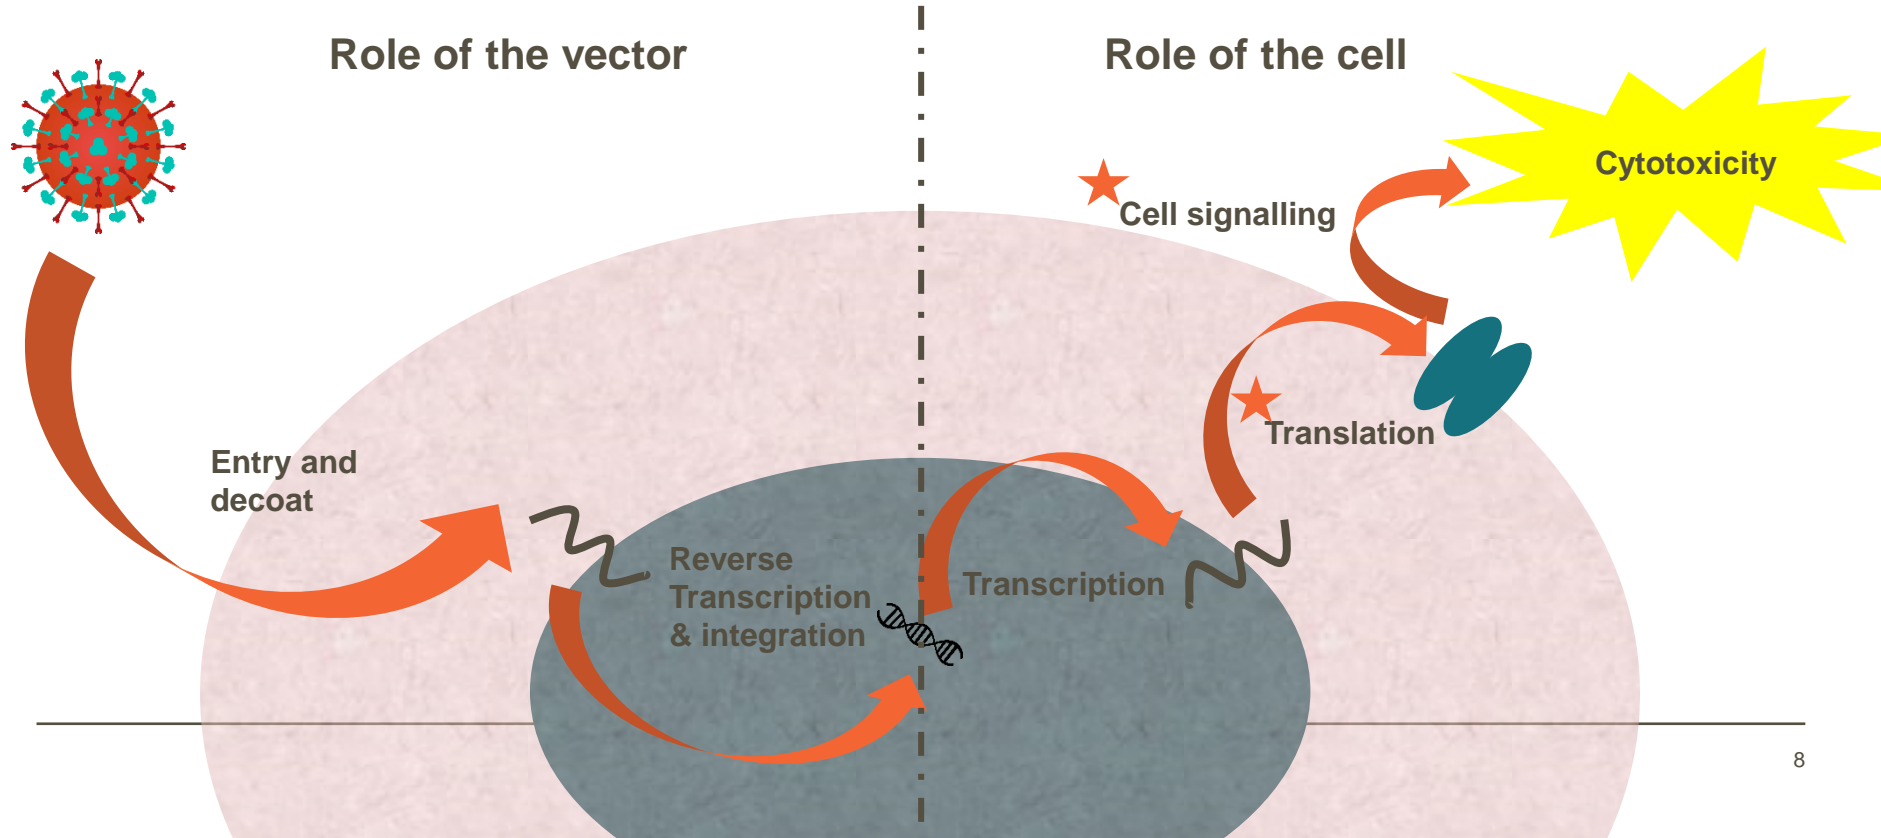 Role of the vector
Role of the cell
Cytotoxicity
Cell signalling
Translation
Entry and
decoat
Reverse
Transcription
& integration
Transcription
8